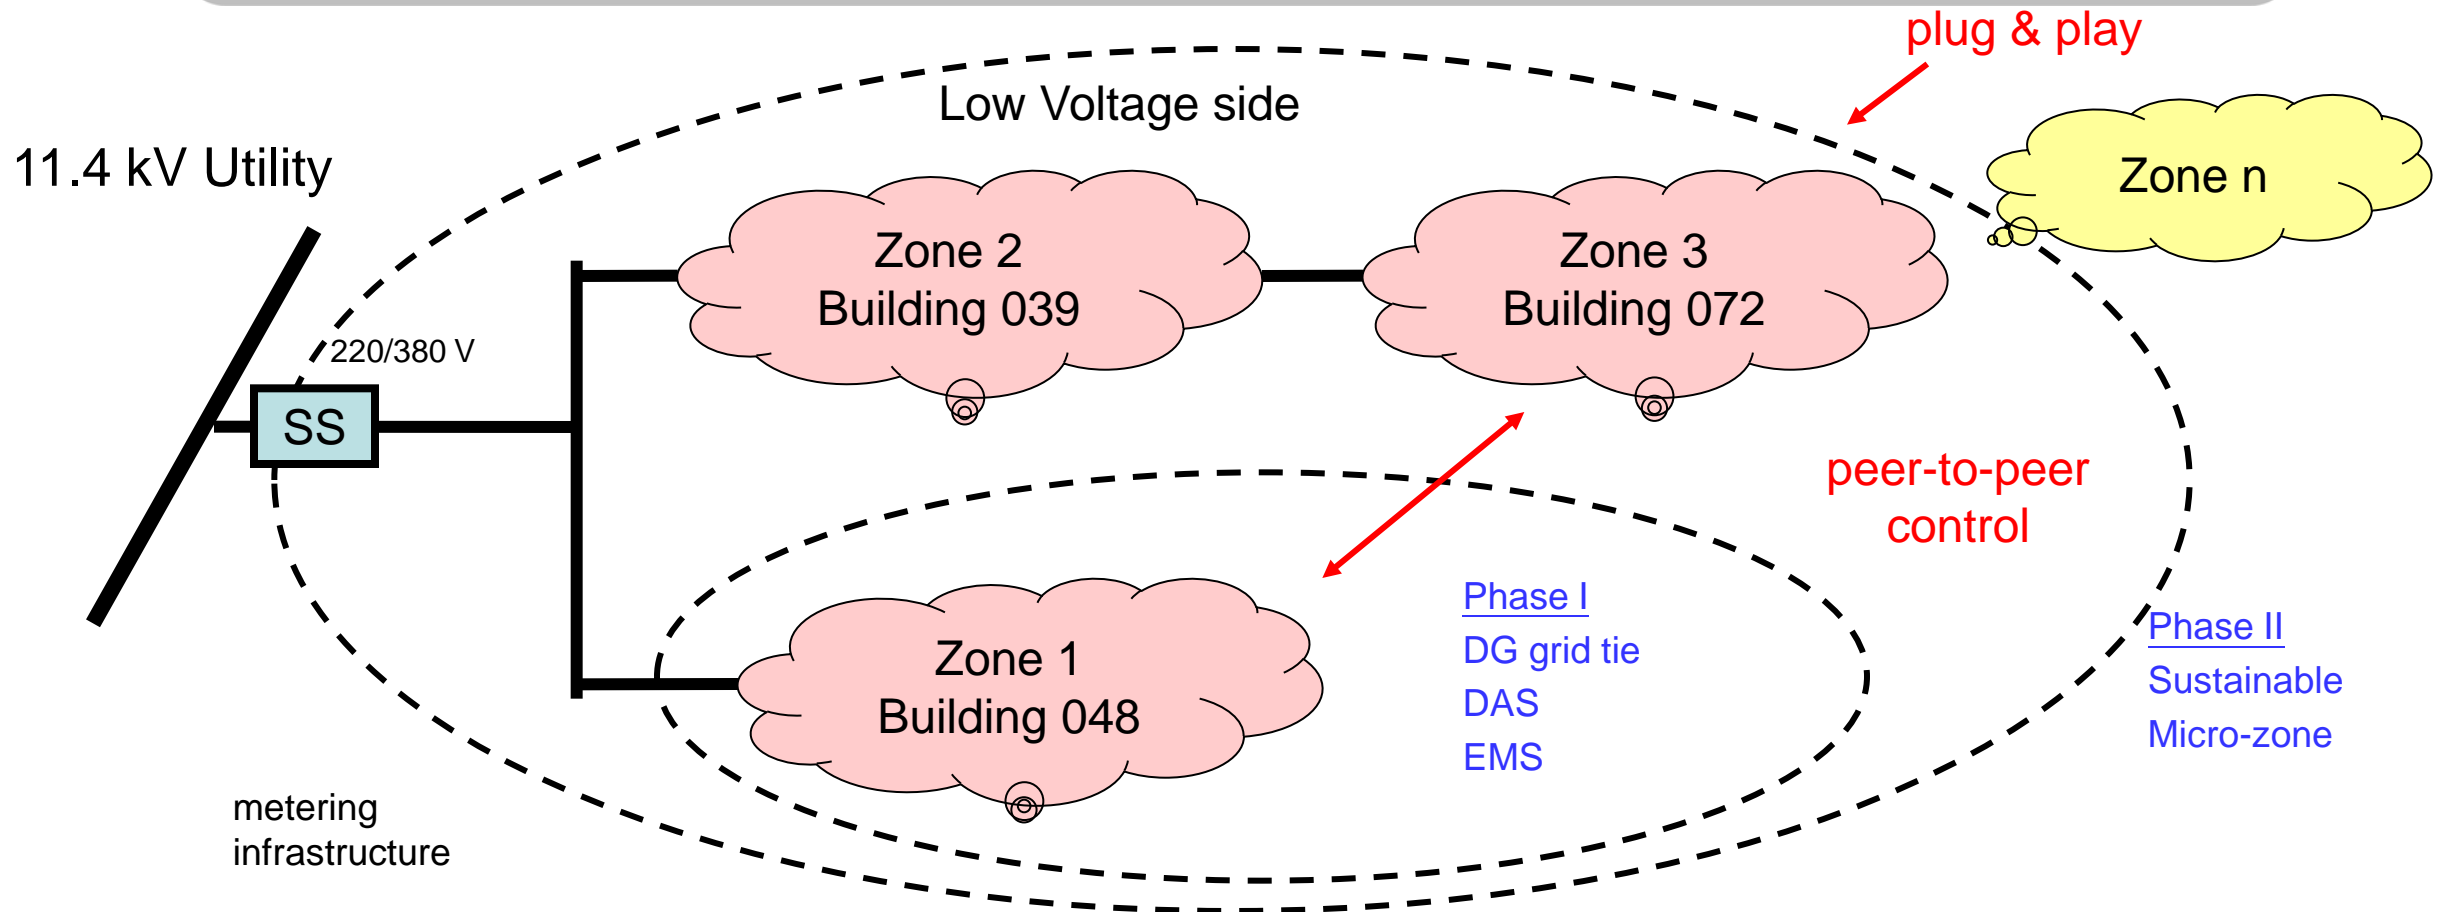 plug & play
Low Voltage side
11.4 kV Utility
Zone n
Zone 2
Building 039
Zone 3
Building 072
220/380 V
SS
peer-to-peer
control
Phase I
DG grid tie
DAS
EMS
Phase II
Sustainable
Micro-zone
Zone 1
Building 048
metering
infrastructure